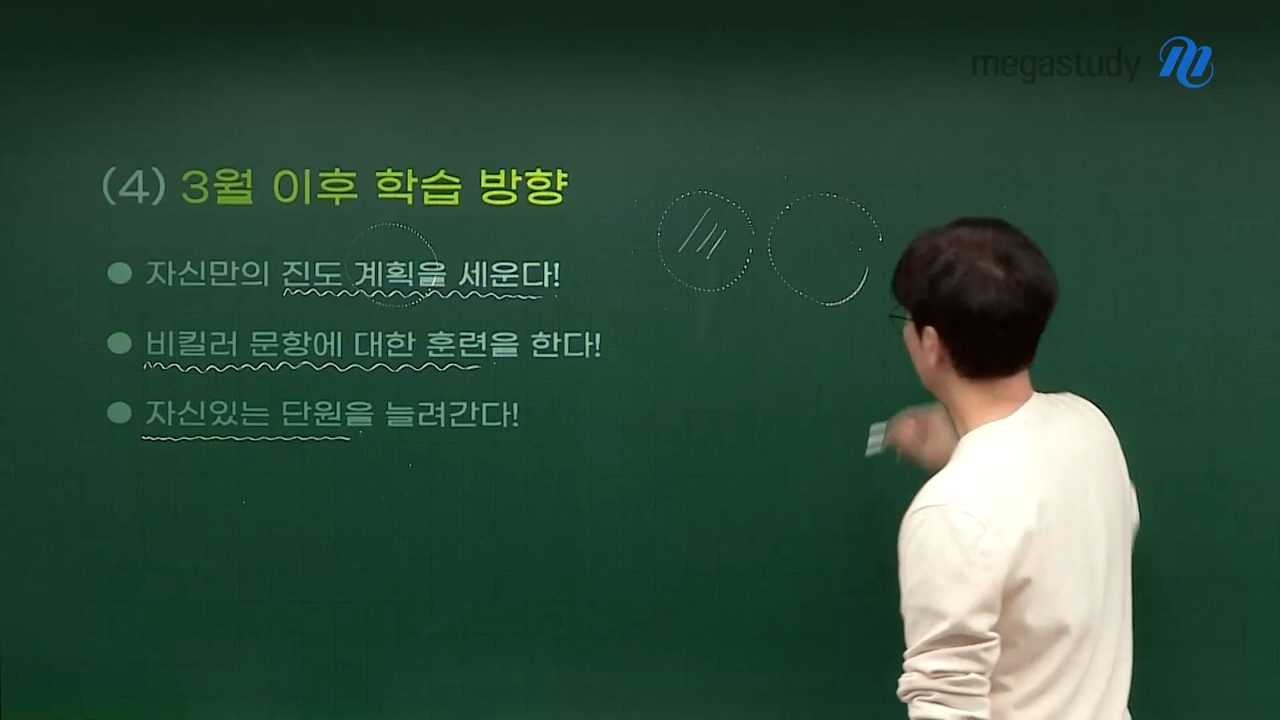 megastudy
(4) 3월 이후 학습 방향
● 자신만의 진도 계획을 세운다!
● 비킬러 문항에 대한 훈련을 한다!
● 자신있는 단원을 늘려간다!